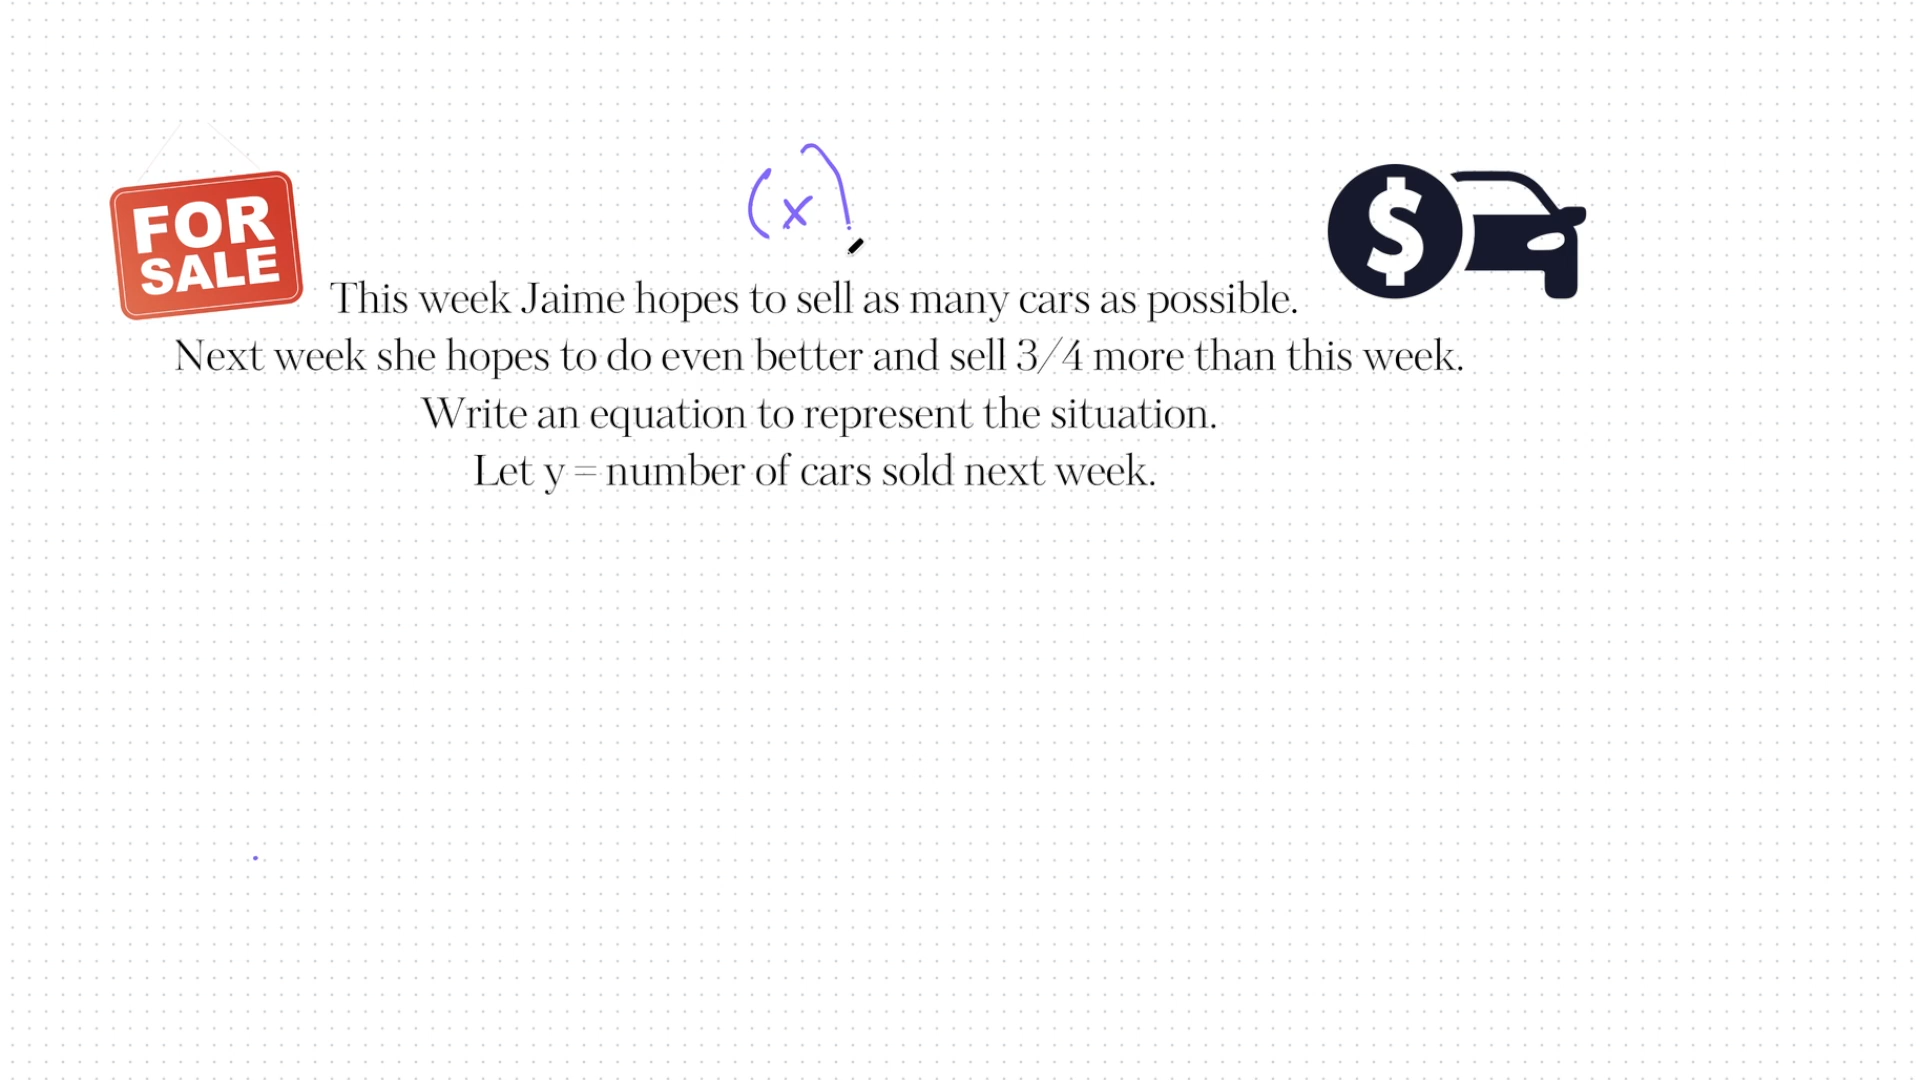 (x)
FOR
SALE
This week Jaime hopes to sell as many cars as possible.
Next week she hopes to do even better and sell 3/4 more than this week.
Write an equation to represent the situation.
Let y = number of cars sold next week.
$